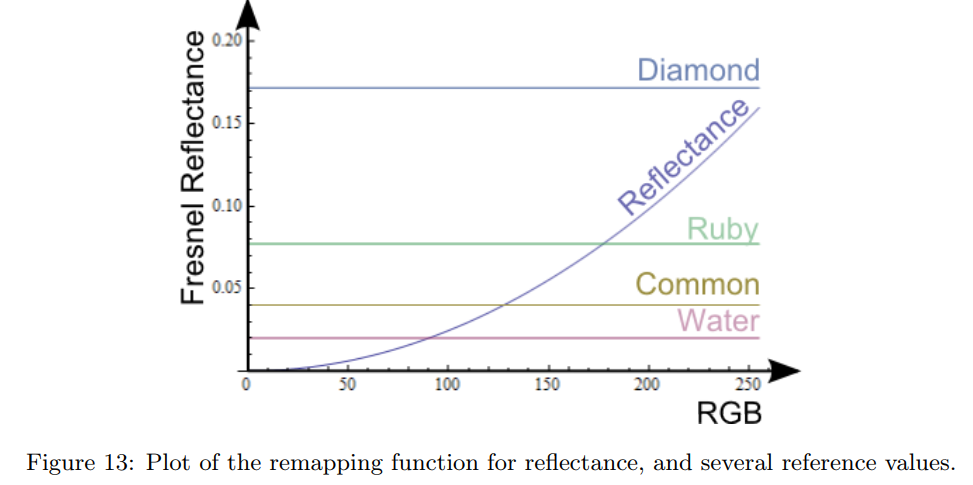 Fresnel Reflectance
0.20
0.15
0.10
0.05
Diamond
Reflectance
Ruby
Common
Water
0
50
100
150
200
250
RGB
Figure 13: Plot of the remapping function for reflectance, and several reference values.